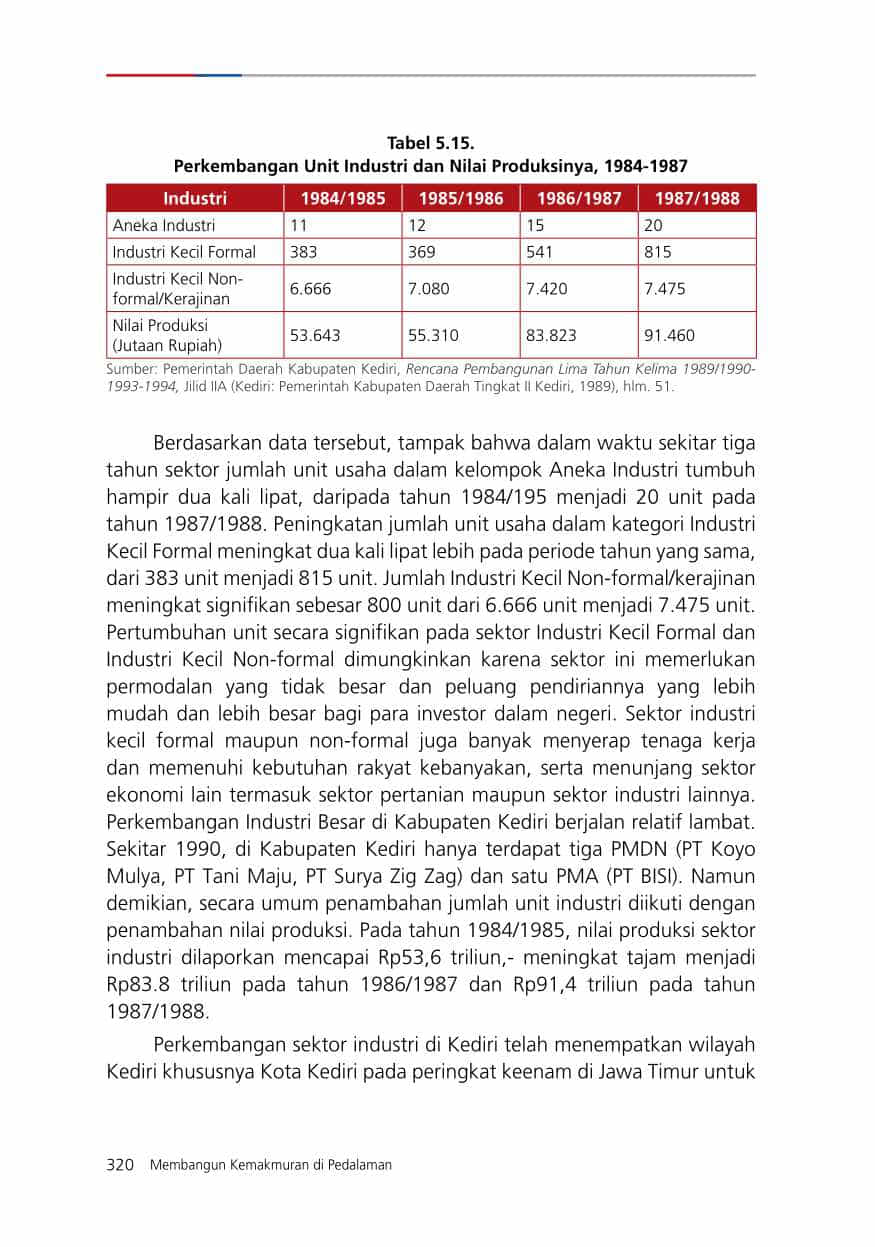 Tabel 5.15.
Perkembangan Unit Industri dan Nilai Produksinya, 1984-1987
Industri 1984/1985 1985/1986 1986/1987 1987/1988
Aneka Industri 11 12 15 20
Industri Kecil Formal 383 369 541 815
Industri Kecil Non-
formal/Kerajinan 6.666 7.080 7.420 7.475
Nilai Produksi
(Jutaan Rupiah) 53.643 55.310 83.823 91.460
Sumber: Pemerintah Daerah Kabupaten Kediri, Rencana Pembangunan Lima Tahun Kelima 1989/1990-
1993-1994, Jilid IIA (Kediri: Pemerintah Kabupaten Daerah Tingkat II Kediri, 1989), hlm. 51.
Berdasarkan data tersebut, tampak bahwa dalam waktu sekitar tiga
tahun sektor jumlah unit usaha dalam kelompok Aneka Industri tumbuh
hampir dua kali lipat, daripada tahun 1984/195 menjadi 20 unit pada
tahun 1987/1988. Peningkatan jumlah unit usaha dalam kategori Industri
Kecil Formal meningkat dua kali lipat lebih pada periode tahun yang sama,
dari 383 unit menjadi 815 unit. Jumlah Industri Kecil Non-formal/kerajinan
meningkat signifikan sebesar 800 unit dari 6.666 unit menjadi 7.475 unit.
Pertumbuhan unit secara signifikan pada sektor Industri Kecil Formal dan
Industri Kecil Non-formal dimungkinkan karena sektor ini memerlukan
permodalan yang tidak besar dan peluang pendiriannya yang lebih
mudah dan lebih besar bagi para investor dalam negeri. Sektor industri
kecil formal maupun non-formal juga banyak menyerap tenaga kerja
dan memenuhi kebutuhan rakyat kebanyakan, serta menunjang sektor
ekonomi lain termasuk sektor pertanian maupun sektor industri lainnya.
Perkembangan Industri Besar di Kabupaten Kediri berjalan relatif lambat.
Sekitar 1990, di Kabupaten Kediri hanya terdapat tiga PMDN (PT Koyo
Mulya, PT Tani Maju, PT Surya Zig Zag) dan satu PMA (PT BISI). Namun
demikian, secara umum penambahan jumlah unit industri diikuti dengan
penambahan nilai produksi. Pada tahun 1984/1985, nilai produksi sektor
industri dilaporkan mencapai Rp53,6 triliun,- meningkat tajam menjadi
Rp83.8 triliun pada tahun 1986/1987 dan Rp91,4 triliun pada tahun
1987/1988.
Perkembangan sektor industri di Kediri telah menempatkan wilayah
Kediri khususnya Kota Kediri pada peringkat keenam di Jawa Timur untuk
320 Membangun Kemakmuran di Pedalaman